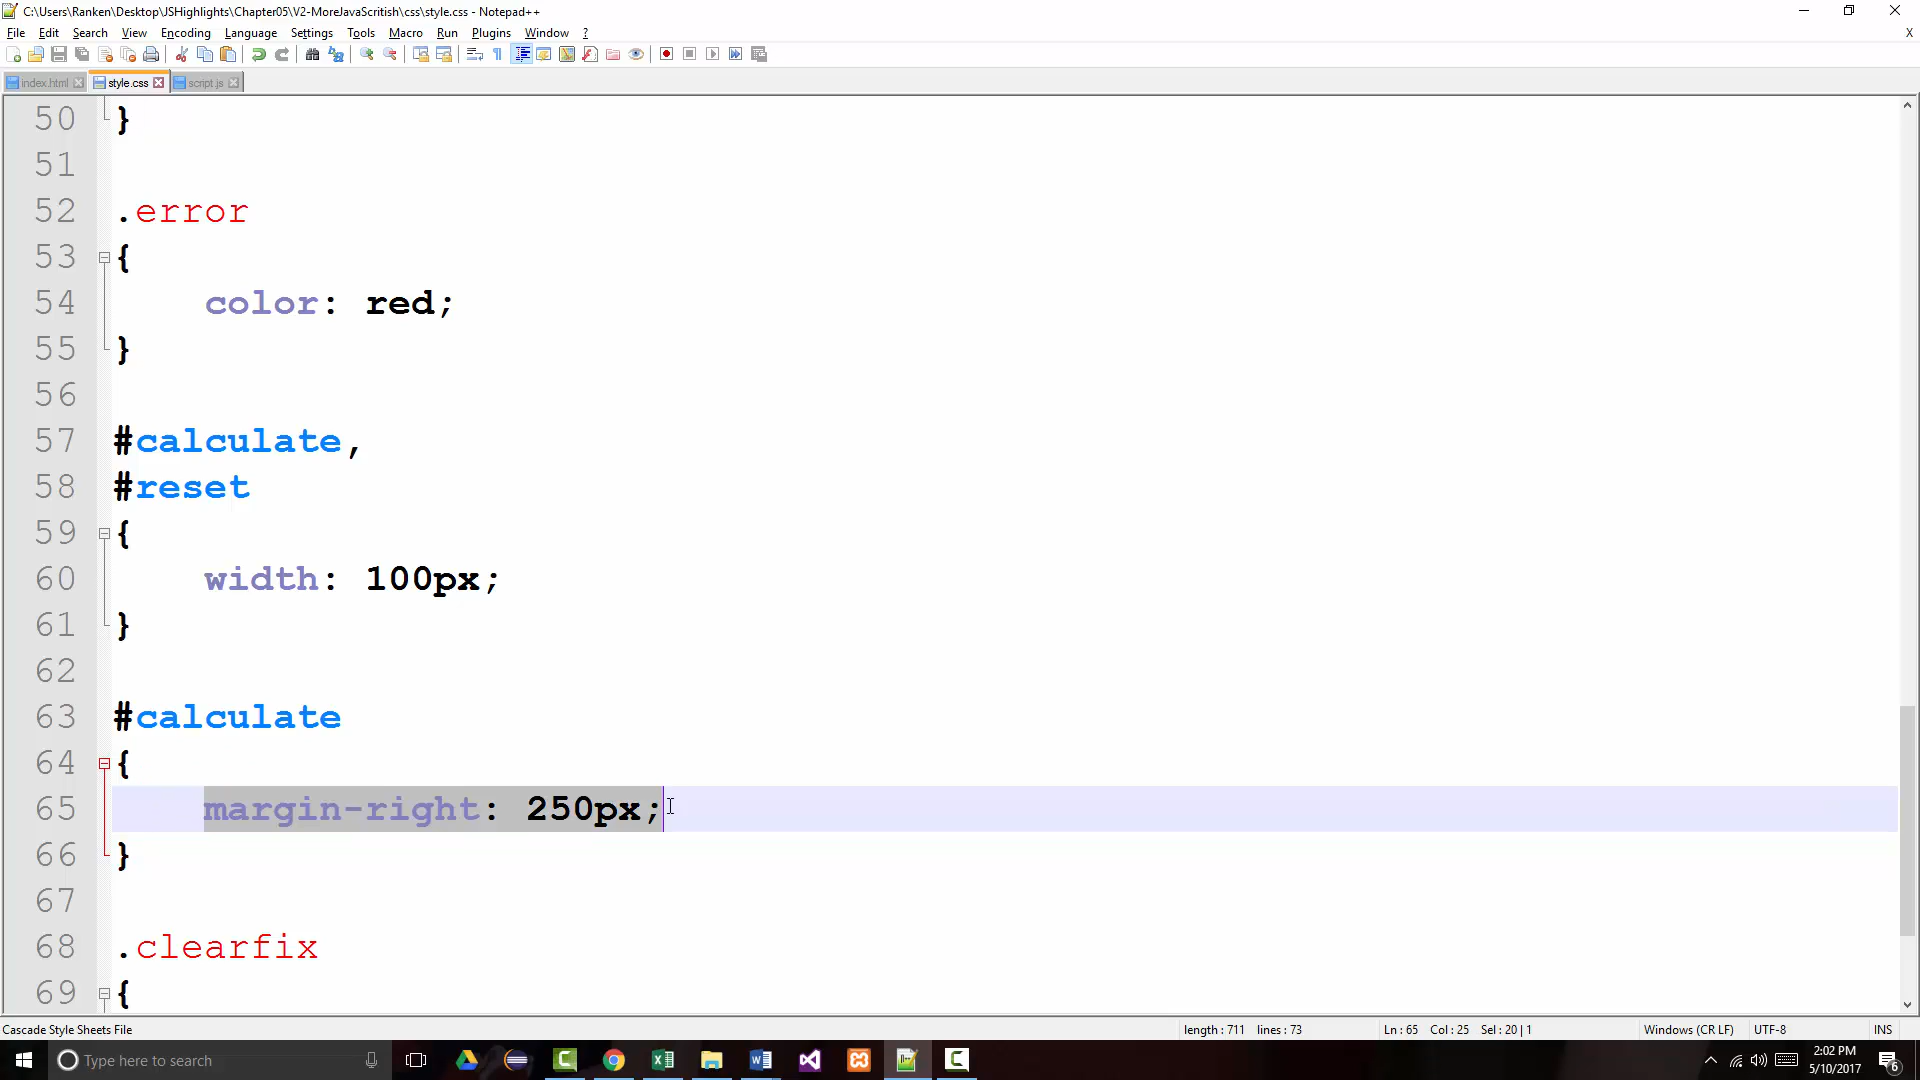 C:\Users\Ranken\Desktop\JSHighlights\Chapter05\V2-MoreJavaScritish\css\style.css - Notepad++
File Edit Search View Encoding Language Settings Tools Macro Run Plugins Window ? X
index.html style.css script.js
50 }
51
52 .error
53 {
54 color: red;
55 }
56
57 #calculate,
58 #reset
59 {
60 width: 100px;
61 }
62
63 #calculate
64 {
65 margin-right: 250px;
66 }
67
68 .clearfix
69 {
Cascade Style Sheets File length : 711 lines : 73 Ln : 65 Col : 25 Sel : 20 | 1 Windows (CR LF) UTF-8 INS
Type here to search
2:02 PM
5/10/2017
6